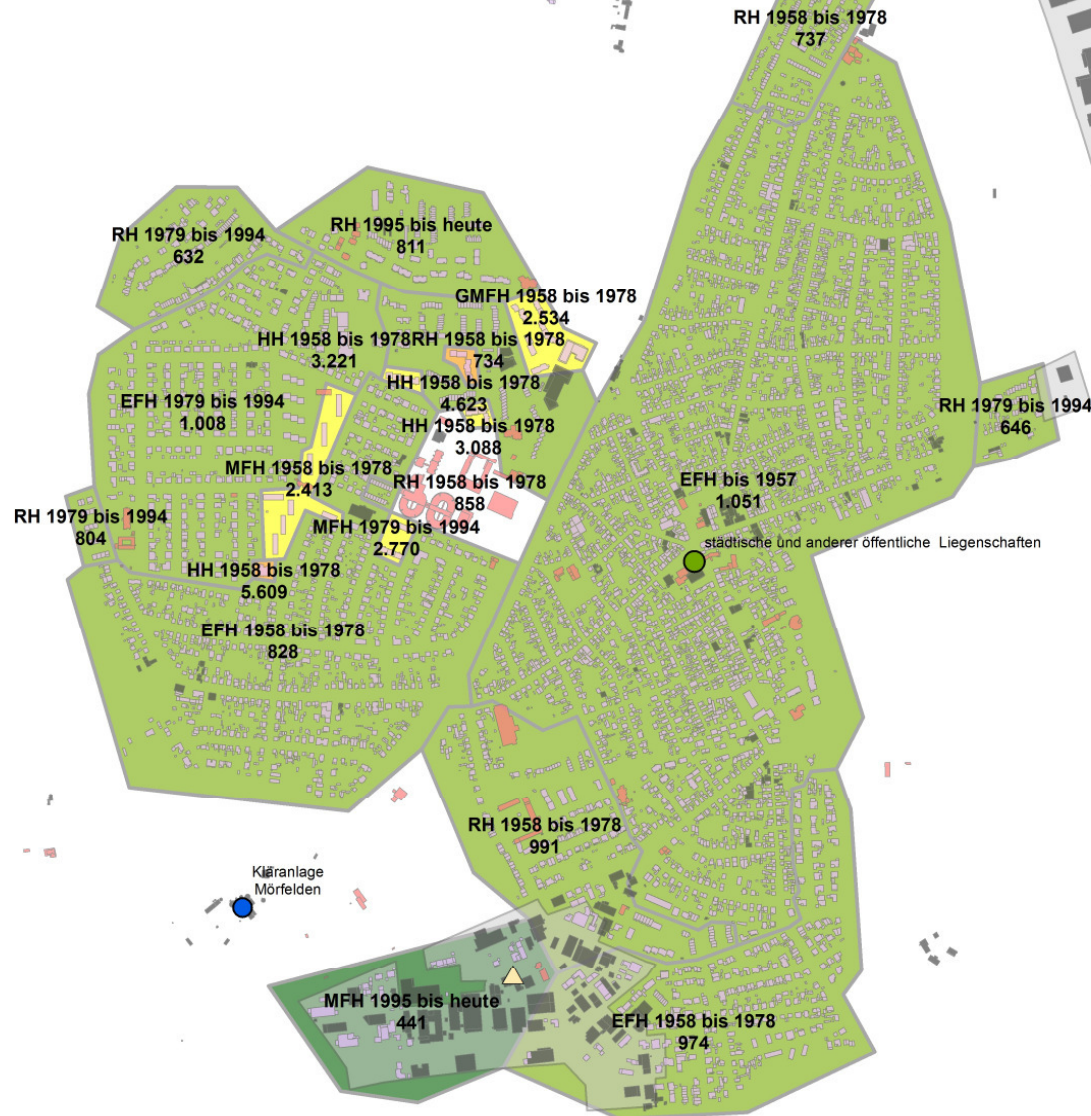 RH 1958 bis 1978
737
RH 1995 bis heute
811
RH 1979 bis 1994
632
GMFH 1958 bis 1978
2.534
HH 1958 bis 1978
3.221
RH 1958 bis 1978
734
HH 1958 bis 1978
4.623
EFH 1979 bis 1994
1.008
RH 1979 bis 1994
646
HH 1958 bis 1978
3.088
MFH 1958 bis 1978
2.413
RH 1958 bis 1978
858
EFH bis 1957
1.051
RH 1979 bis 1994
804
MFH 1979 bis 1994
2.770
städtische und anderer öffentliche Liegenschaften
HH 1958 bis 1978
5.609
EFH 1958 bis 1978
828
RH 1958 bis 1978
991
Kläranlage
Mörfelden
MFH 1995 bis heute
441
EFH 1958 bis 1978
974